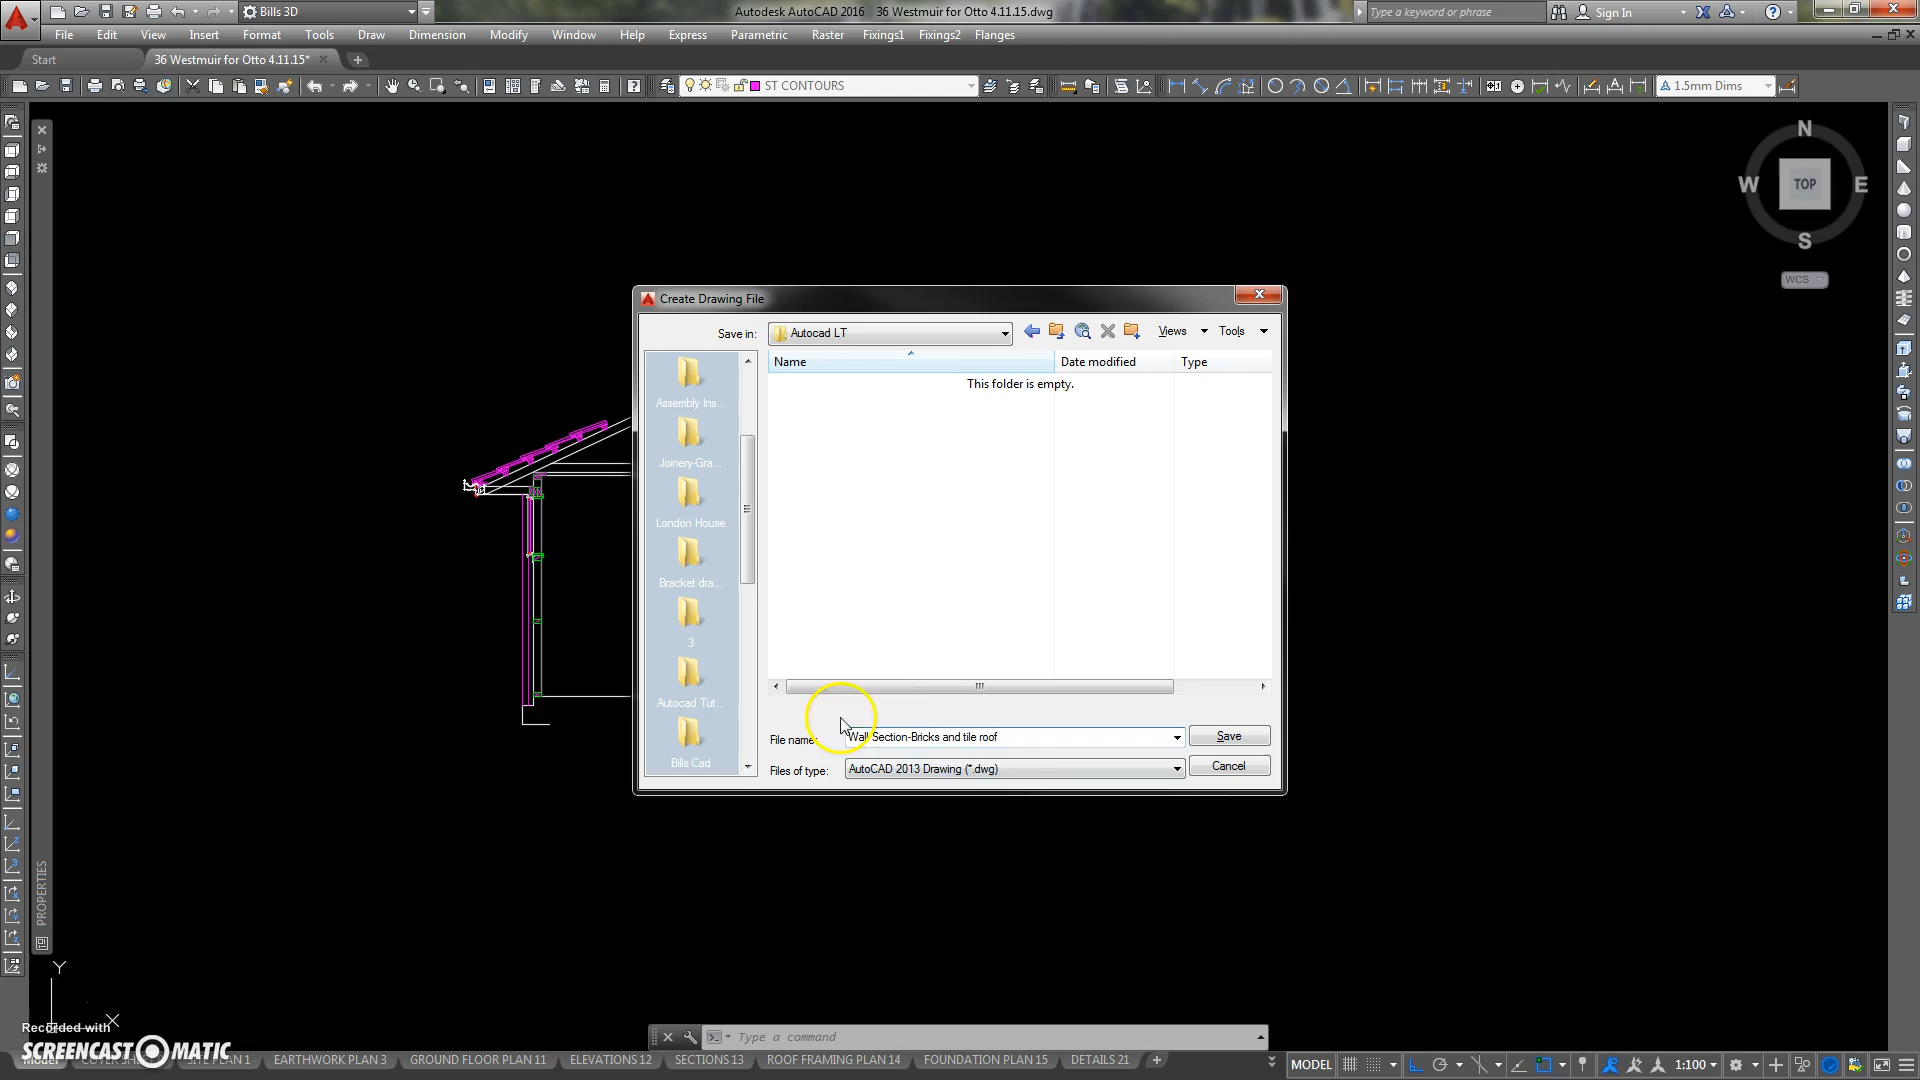 Bills 3D
Autodesk AutoCAD 2016 36 Westmuir for Otto 4.11.15.dwg
Type a keyword or phrase
Sign In
File Edit View Insert Format Tools Draw Dimension Modify Window Help Express Parametric Raster Fixings1 Fixings2 Flanges
Start
36 Westmuir for Otto 4.11.15*
ST CONTOURS
1.5mm Dims
N
W TOP E
S
WCS
Create Drawing File
Save in: Autocad LT
Views Tools
Name Date modified Type
This folder is empty.
Assembly Ins...
Joinery-Gra...
London House
Bracket dra...
3
Autocad Tut...
Bills Cad
File name: Wall Section-Bricks and tile roof
Save
Files of type: AutoCAD 2013 Drawing (*.dwg)
Cancel
PROPERTIES
Y
X
Recorded with
SCREENCAST MATIC
Type a command
Model COVER SH SITE PLAN 1 EARTHWORK PLAN 3 GROUND FLOOR PLAN 11 ELEVATIONS 12 SECTIONS 13 ROOF FRAMING PLAN 14 FOUNDATION PLAN 15 DETAILS 21
MODEL
1:100